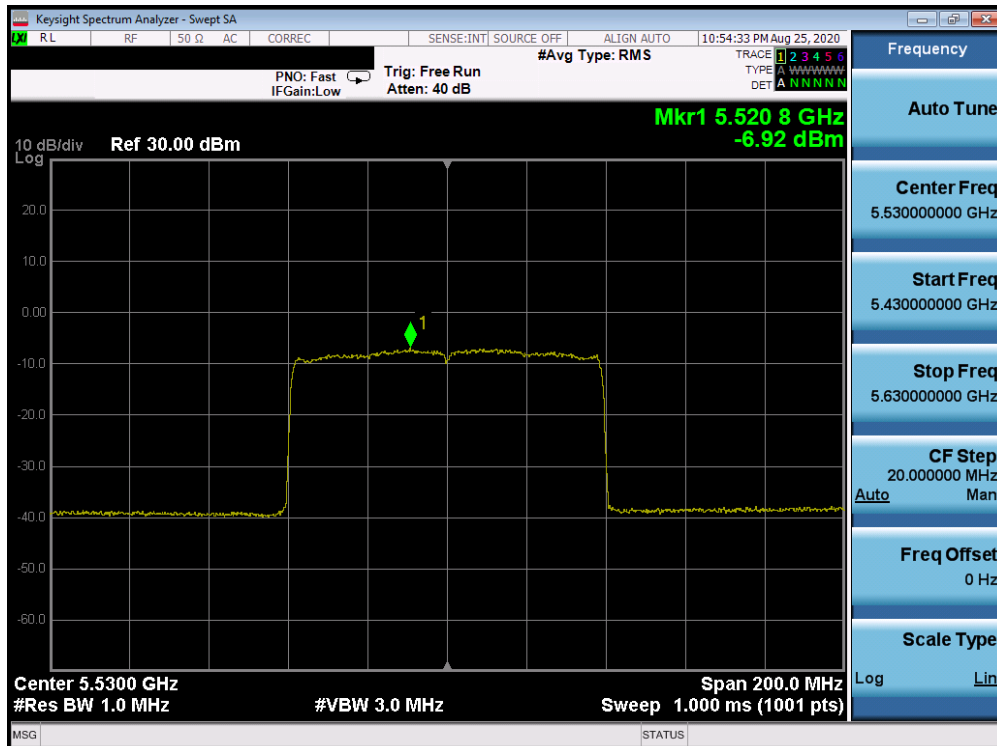 Keysight Spectrum Analyzer - Swept SA
LXI RL RF 50 Ω AC CORREC SENSE:INT SOURCE OFF ALIGN AUTO 10:54:33 PM Aug 25, 2020
#Avg Type: RMS
TRACE 1 2 3 4 5 6
PNO: Fast Trig: Free Run TYPE A WWWWW
IFGain:Low Atten: 40 dB DET A N N N N N
Mkr1 5.520 8 GHz
-6.92 dBm
10 dB/div Ref 30.00 dBm
Log
20.0
10.0
0.00
1
-10.0
-20.0
-30.0
-40.0
-50.0
-60.0
Center 5.5300 GHz Span 200.0 MHz
#Res BW 1.0 MHz #VBW 3.0 MHz Sweep 1.000 ms (1001 pts)
MSG STATUS
Frequency
Auto Tune
Center Freq
5.530000000 GHz
Start Freq
5.430000000 GHz
Stop Freq
5.630000000 GHz
CF Step
20.000000 MHz
Auto Man
Freq Offset
0 Hz
Scale Type
Log Lin